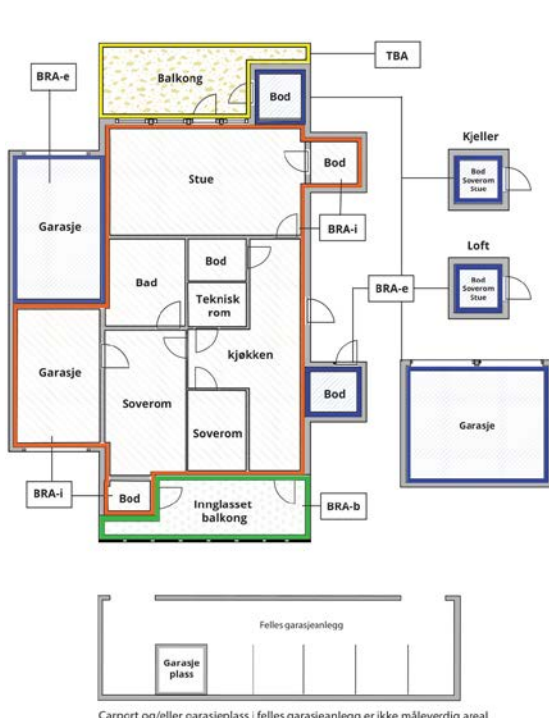 TBA
BRA-e
Balkong
Bod
Kjeller
Bod
Soverom
Stue
Stue
Bod
Garasje
BRA-i
Loft
Bod
Soverom
Stue
Bad
Bod
Teknisk
rom
BRA-e
Garasje
kjøkken
Soverom
Soverom
Bod
Garasje
BRA-i
Bod
Innglasset
balkong
BRA-b
Felles garasjeanlegg
Garasje
plass
Carport og/eller garasjeplass i felles garasjeanlegg er ikke måleverdig areal